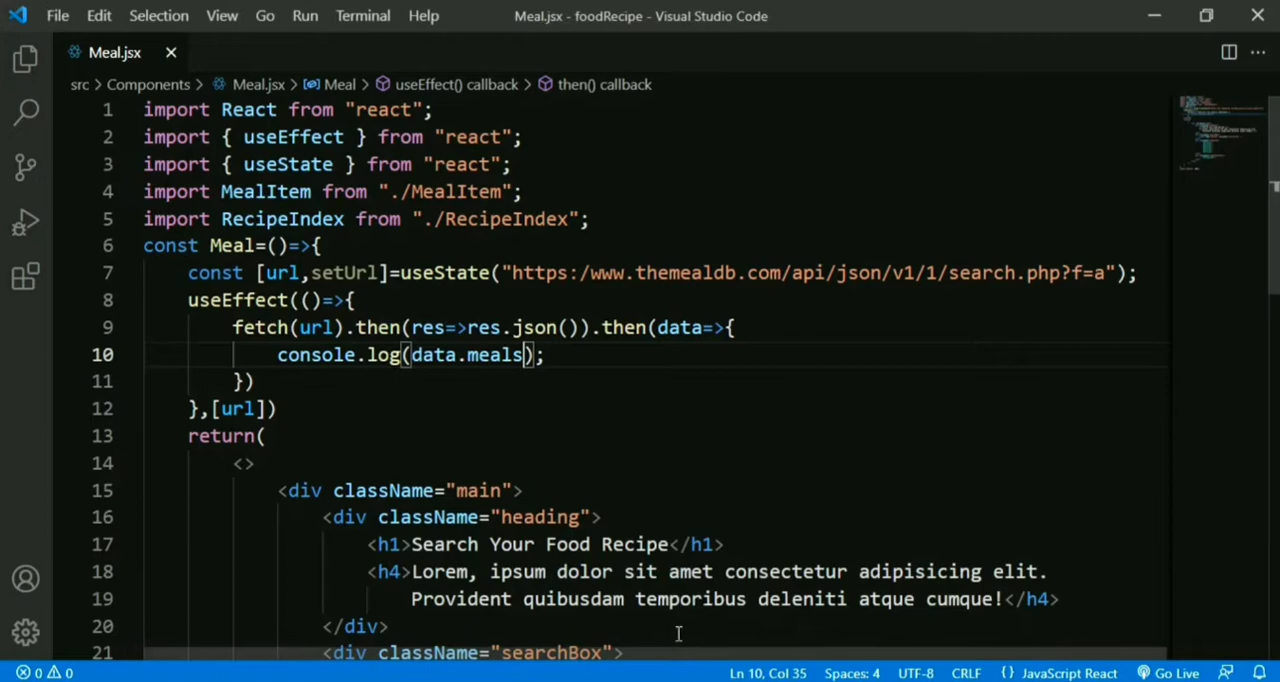 File Edit Selection View Go Run Terminal Help Meal.jsx - foodRecipe - Visual Studio Code
Meal.jsx
src > Components > Meal.jsx > Meal > useEffect() callback > then() callback
1 import React from "react";
2 import { useEffect } from "react";
3 import { useState } from "react";
4 import MealItem from "./MealItem";
5 import RecipeIndex from "./RecipeIndex";
6 const Meal=()=>{
7 const [url,setUrl]=useState("https:/www.themealdb.com/api/json/v1/1/search.php?f=a");
8 useEffect(()=>{
9 fetch(url).then(res=>res.json()).then(data=>{
10 console.log(data.meals);
11 })
12 },[url])
13 return(
14 <>
15 <div className="main">
16 <div className="heading">
17 <h1>Search Your Food Recipe</h1>
18 <h4>Lorem, ipsum dolor sit amet consectetur adipisicing elit.
19 Provident quibusdam temporibus deleniti atque cumque!</h4>
20 </div>
21 <div className="searchBox">
0 0 Ln 10, Col 35 Spaces: 4 UTF-8 CRLF {} JavaScript React Go Live